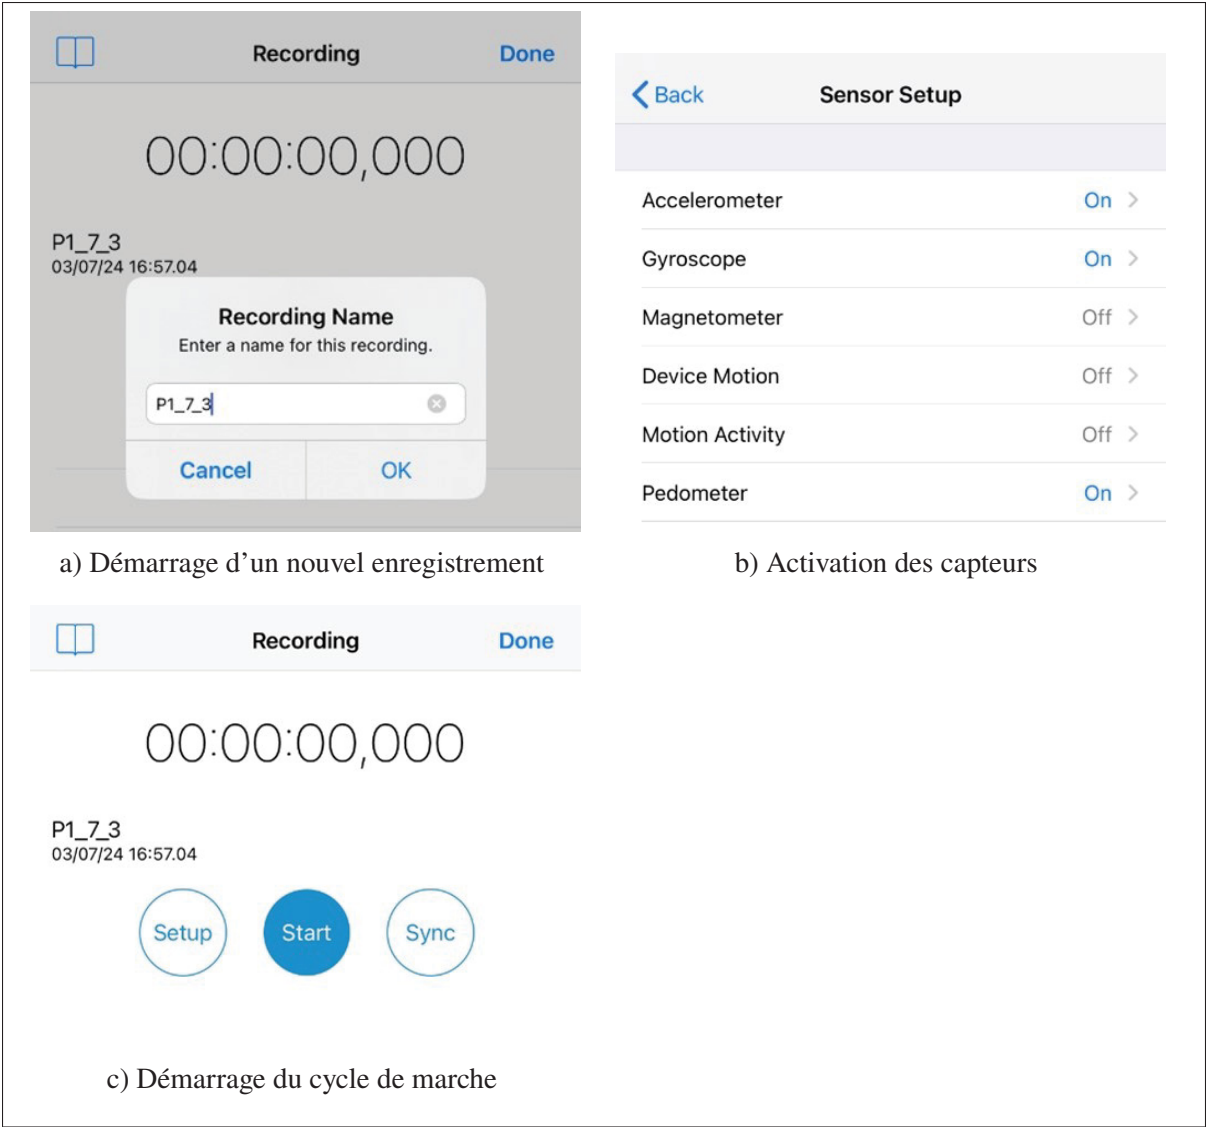 Recording
Done
00:00:00,000
P1_7_3
03/07/24 16:57.04
Recording Name
Enter a name for this recording.
P1_7_3
Cancel
OK
a) Démarrage d’un nouvel enregistrement
Back
Sensor Setup
Accelerometer On
Gyroscope On
Magnetometer Off
Device Motion Off
Motion Activity Off
Pedometer On
b) Activation des capteurs
Recording
Done
00:00:00,000
P1_7_3
03/07/24 16:57.04
Setup
Start
Sync
c) Démarrage du cycle de marche